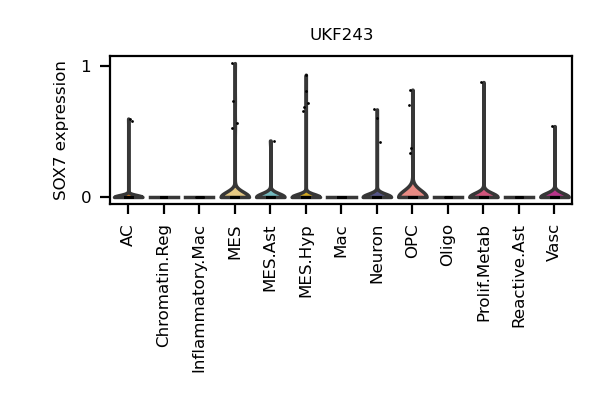 UKF243
SOX7 expression
1
0
AC
Chromatin.Reg
Inflammatory.Mac
MES
MES.Ast
MES.Hyp
Mac
Neuron
OPC
Oligo
Prolif.Metab
Reactive.Ast
Vasc